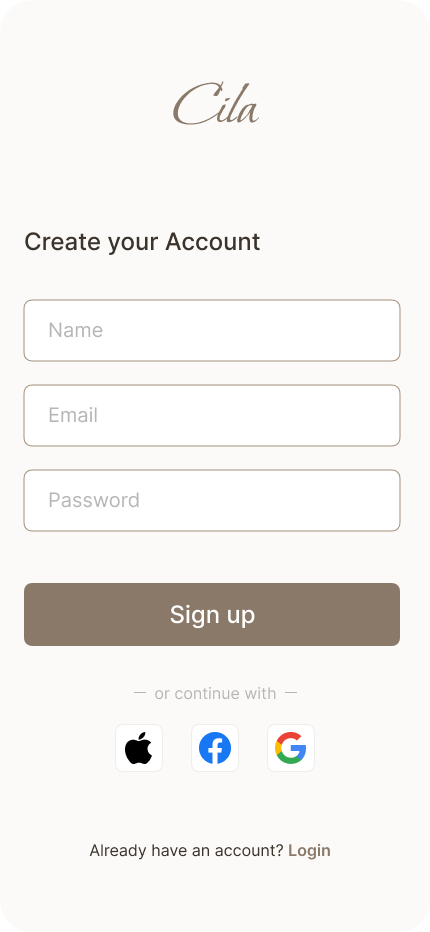 Cila
Create your Account
Name
Email
Password
Sign up
— or continue with —
Already have an account? Login